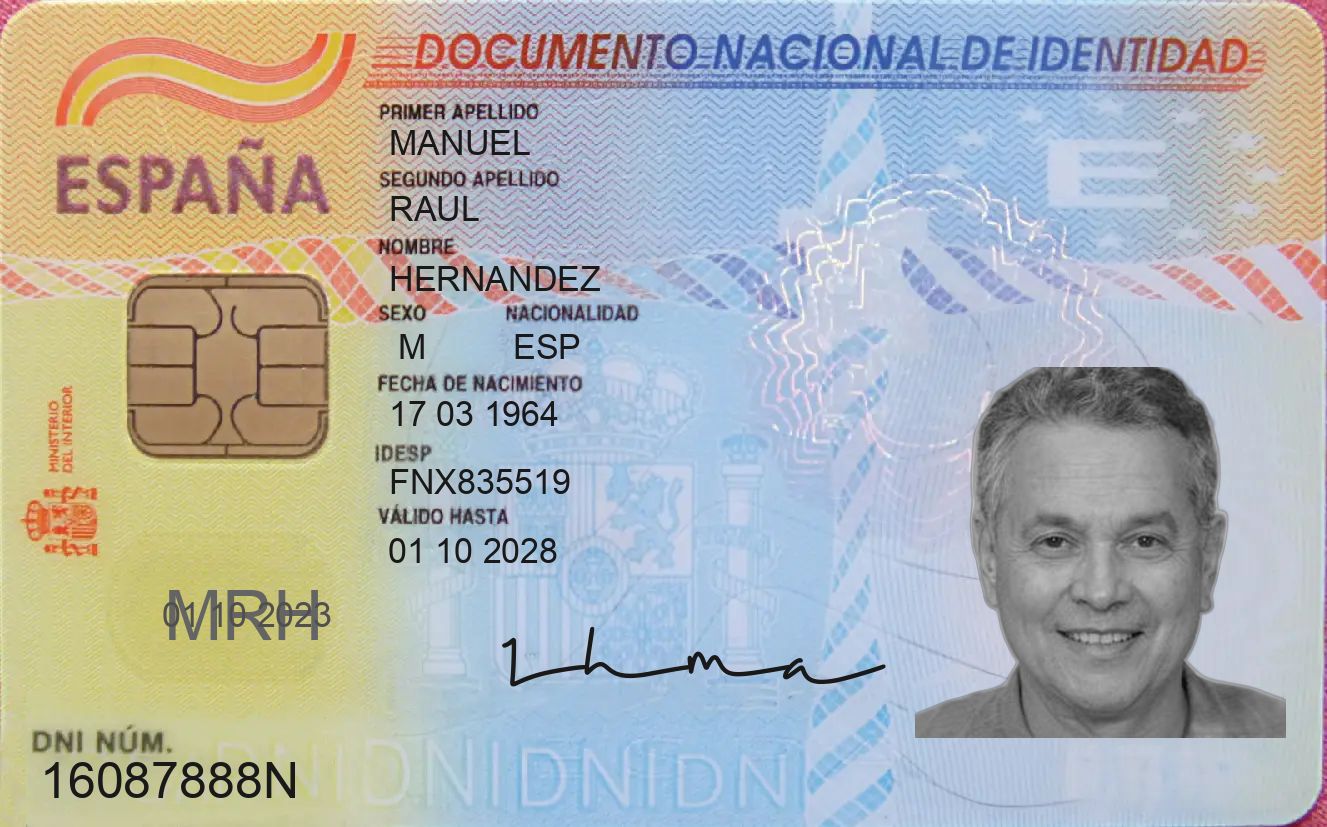 DOCUMENTO NACIONAL DE IDENTIDAD
ESPAÑA
PRIMER APELLIDO
MANUEL
SEGUNDO APELLIDO
RAUL
NOMBRE
HERNANDEZ
SEXO NACIONALIDAD
M ESP
FECHA DE NACIMIENTO
17 03 1964
IDESP
FNX835519
VÁLIDO HASTA
01 10 2028
MINISTERIO
DEL INTERIOR
E
01 10 2023
MRH
DNI NÚM.
16087888N
DNIDNIDNIDNI